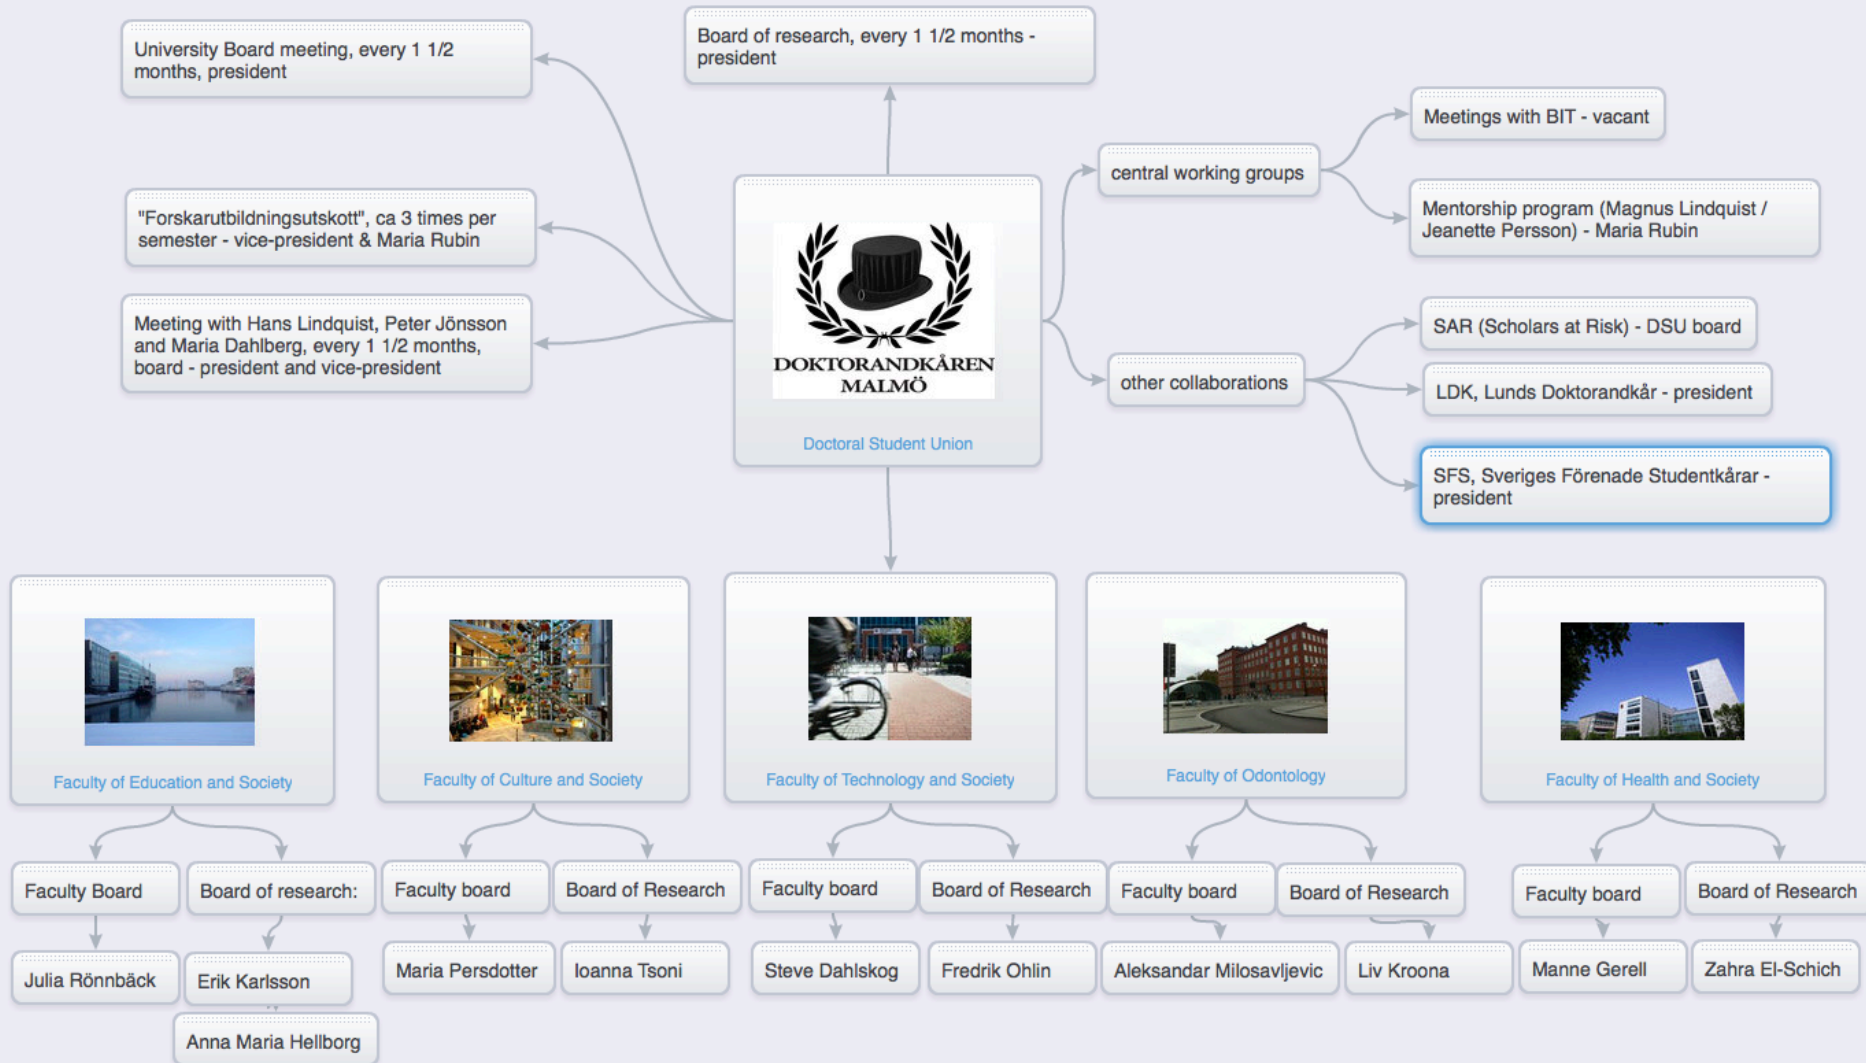 University Board meeting, every 1 1/2
months, president
Board of research, every 1 1/2 months -
president
Meetings with BIT - vacant
central working groups
"Forskarutbildningsutskott", ca 3 times per
semester - vice-president & Maria Rubin
Mentorship program (Magnus Lindquist /
Jeanette Persson) - Maria Rubin
Meeting with Hans Lindquist, Peter Jönsson
and Maria Dahlberg, every 1 1/2 months,
board - president and vice-president
DOKTORANDKÅREN
MALMÖ
Doctoral Student Union
other collaborations
SAR (Scholars at Risk) - DSU board
LDK, Lunds Doktorandkår - president
SFS, Sveriges Förenade Studentkårar -
president
Faculty of Education and Society
Faculty of Culture and Society
Faculty of Technology and Society
Faculty of Odontology
Faculty of Health and Society
Faculty Board
Board of research:
Faculty board
Board of Research
Faculty board
Board of Research
Faculty board
Board of Research
Faculty board
Board of Research
Julia Rönnbäck
Erik Karlsson
Maria Persdotter
Ioanna Tsoni
Steve Dahlskog
Fredrik Ohlin
Aleksandar Milosavljevic
Liv Kroona
Manne Gerell
Zahra El-Schich
Anna Maria Hellborg